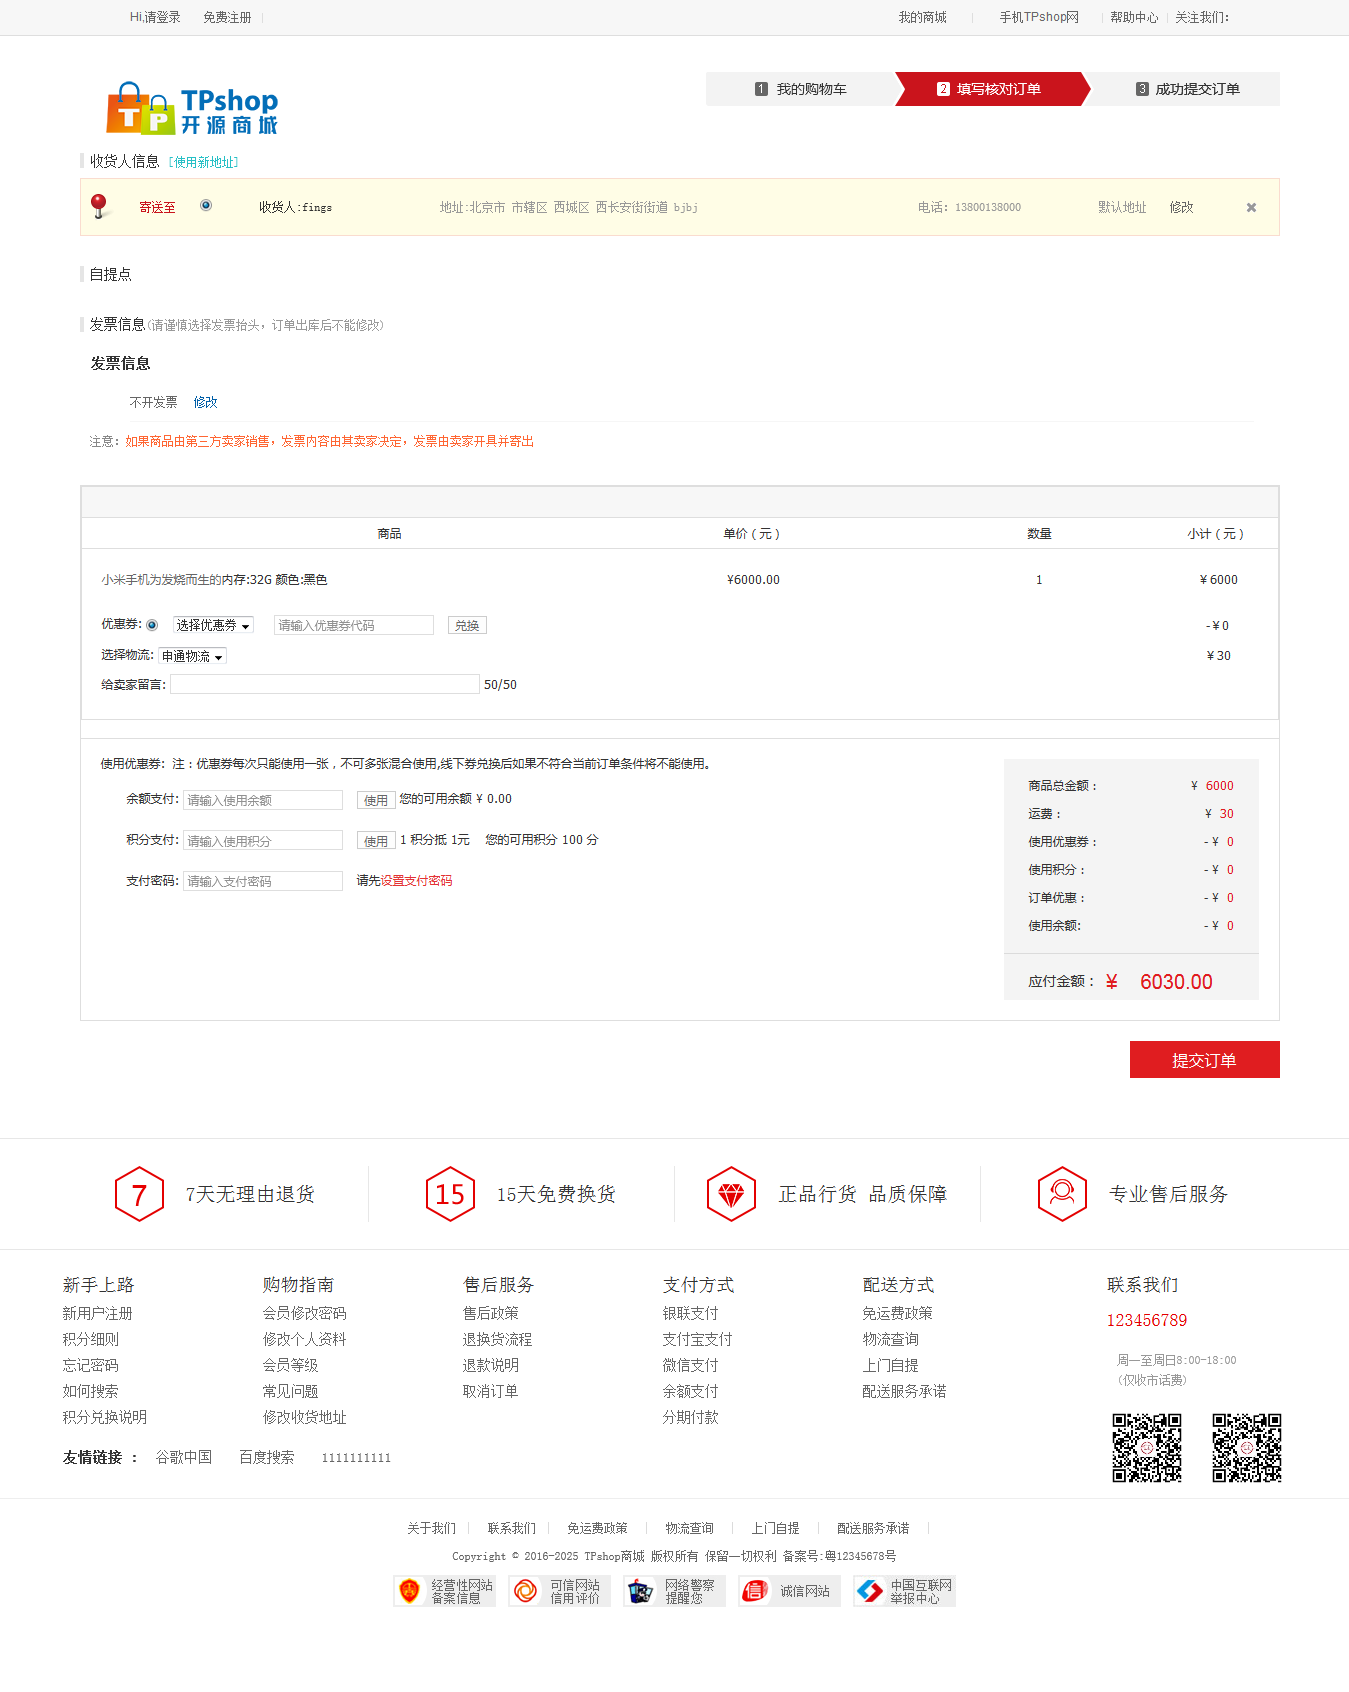 Hi,请登录 免费注册 我的商城 手机TPshop网 帮助中心 关注我们：
TPshop
开源商城
1 我的购物车 2 填写核对订单 3 成功提交订单
收货人信息 [使用新地址]
寄送至 收货人:fings 地址:北京市 市辖区 西城区 西长安街街道 bjbj 电话：13800138000 默认地址 修改 ✖
自提点
发票信息(请谨慎选择发票抬头，订单出库后不能修改)
发票信息
不开发票 修改
注意：如果商品由第三方卖家销售，发票内容由其卖家决定，发票由卖家开具并寄出
商品 单价（元） 数量 小计（元）
小米手机为发烧而生的内存:32G 颜色:黑色 ¥6000.00 1 ¥ 6000
优惠券: 选择优惠券 请输入优惠券代码 兑换 -¥ 0
选择物流: 申通物流 ¥ 30
给卖家留言: 50/50
使用优惠券: 注：优惠券每次只能使用一张，不可多张混合使用,线下券兑换后如果不符合当前订单条件将不能使用。
余额支付: 请输入使用余额 使用 您的可用余额 ¥ 0.00
积分支付: 请输入使用积分 使用 1 积分抵 1元 您的可用积分 100 分
支付密码: 请输入支付密码 请先设置支付密码
商品总金额： ¥ 6000
运费： ¥ 30
使用优惠券： - ¥ 0
使用积分： - ¥ 0
订单优惠： - ¥ 0
使用余额: - ¥ 0
应付金额： ¥ 6030.00
提交订单
7 7天无理由退货 15 15天免费换货 正品行货 品质保障 专业售后服务
新手上路 购物指南 售后服务 支付方式 配送方式 联系我们
新用户注册 会员修改密码 售后政策 银联支付 免运费政策 123456789
积分细则 修改个人资料 退换货流程 支付宝支付 物流查询
忘记密码 会员等级 退款说明 微信支付 上门自提 周一至周日8:00-18:00
如何搜索 常见问题 取消订单 余额支付 配送服务承诺 (仅收市话费)
积分兑换说明 修改收货地址 分期付款
友情链接 ： 谷歌中国 百度搜索 1111111111
关于我们 联系我们 免运费政策 物流查询 上门自提 配送服务承诺
Copyright © 2016-2025 TPshop商城 版权所有 保留一切权利 备案号:粤12345678号
经营性网站 可信网站 网络警察 诚信网站 中国互联网
备案信息 信用评价 提醒您 举报中心